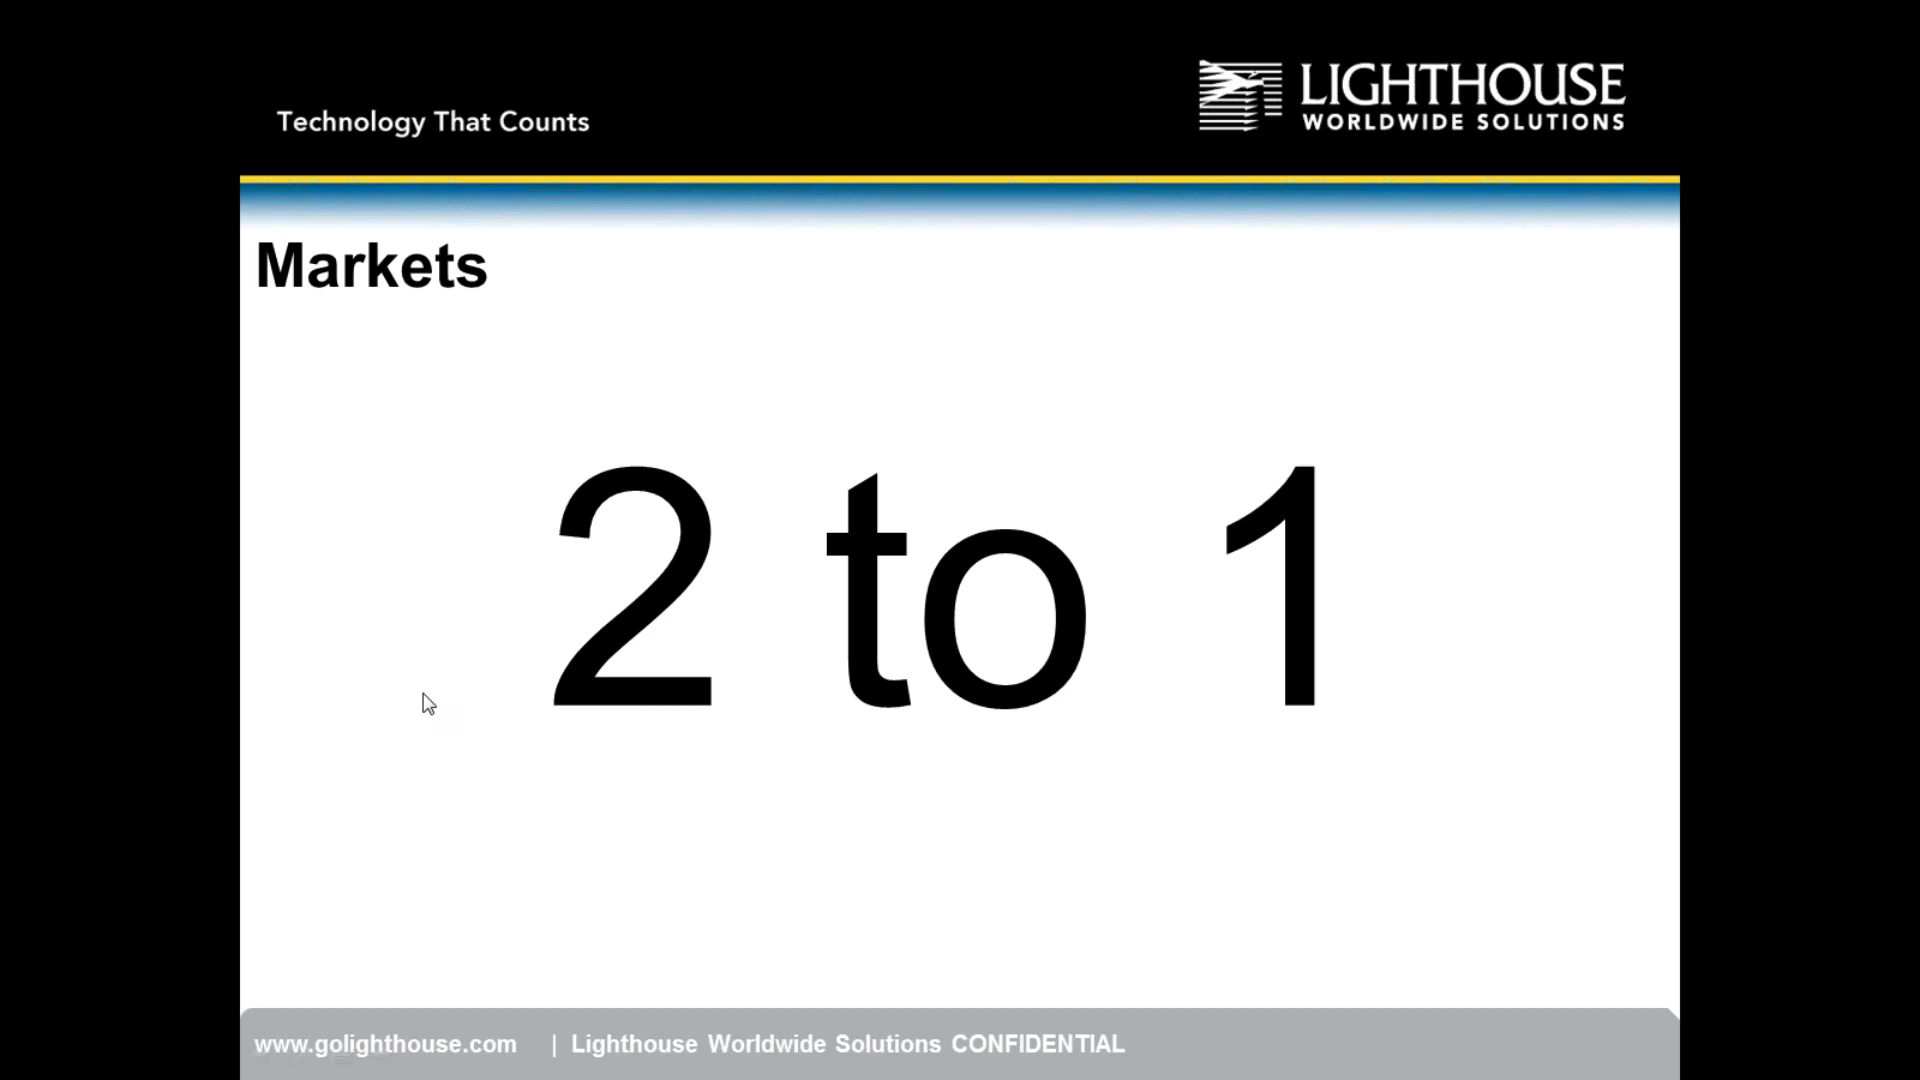 Technology That Counts
LIGHTHOUSE
WORLDWIDE SOLUTIONS
Markets
2 to 1
www.golighthouse.com | Lighthouse Worldwide Solutions CONFIDENTIAL